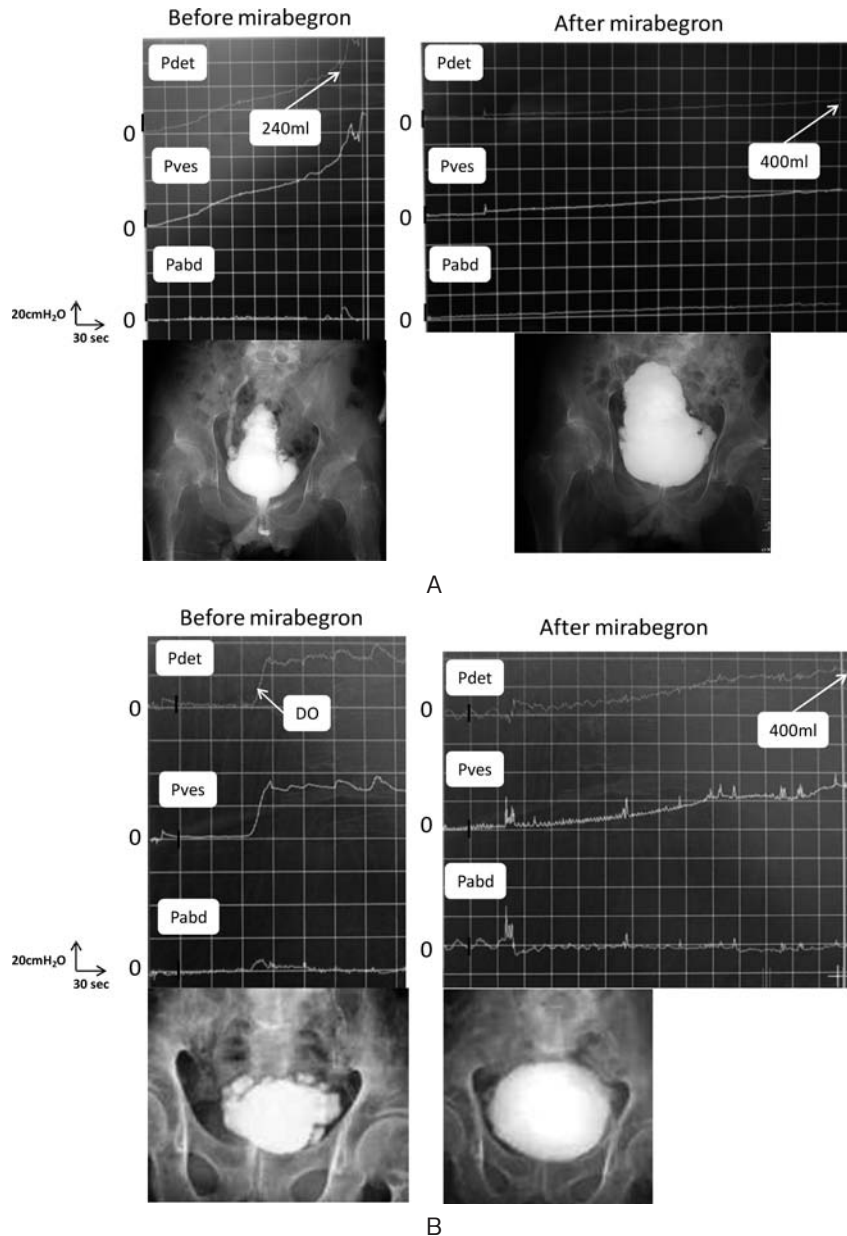 Before mirabegron
After mirabegron
Pdet
Pdet
240ml
0
0
400ml
Pves
Pves
0
0
Pabd
Pabd
20cmH₂O
0
0
30 sec
A
Before mirabegron
After mirabegron
Pdet
Pdet
0
DO
0
400ml
Pves
Pves
0
0
Pabd
Pabd
20cmH₂O
0
0
30 sec
B